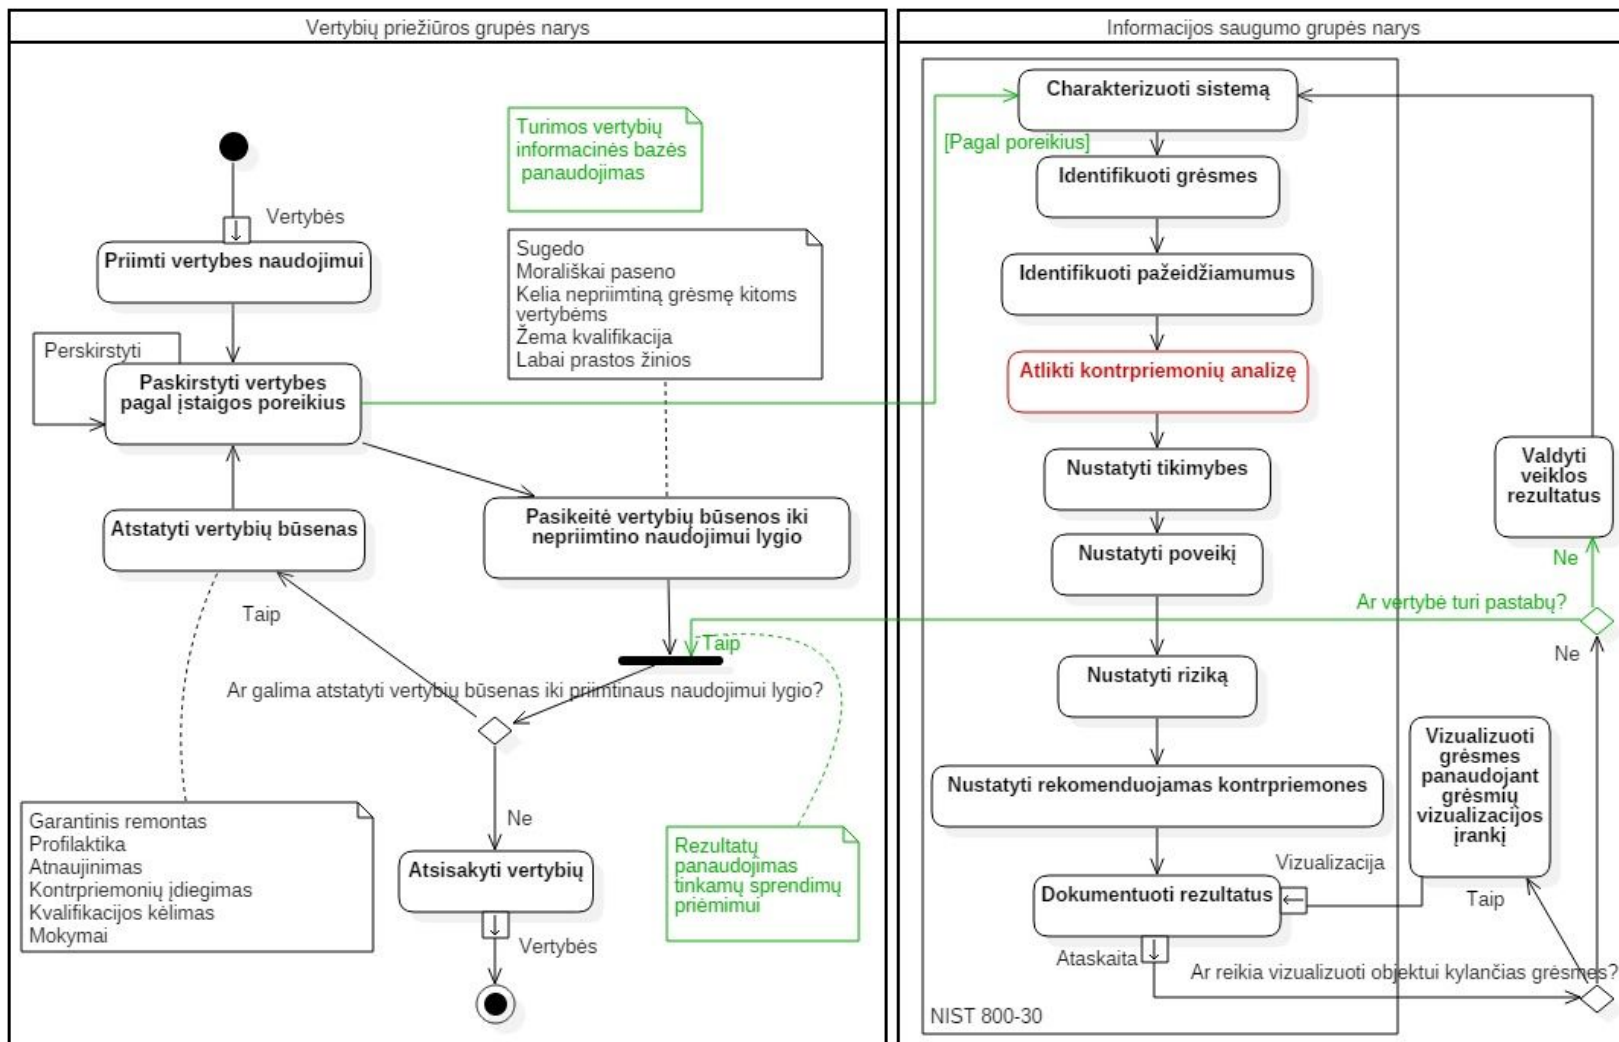 Vertybių priežiūros grupės narys
Turimos vertybių
informacinės bazės
panaudojimas
Vertybės
Priimti vertybes naudojimui
Sugedo
Morališkai paseno
Kelia nepriimtiną grėsmę kitoms
vertybėms
Žema kvalifikacija
Labai prastos žinios
Perskirstyti
Paskirstyti vertybes
pagal įstaigos poreikius
Atstatyti vertybių būsenas
Pasikeitė vertybių būsenos iki
nepriimtino naudojimui lygio
Taip
Taip
Ar galima atstatyti vertybių būsenas iki priimtinaus naudojimui lygio?
Ne
Garantinis remontas
Profilaktika
Atnaujinimas
Kontrpriemonių įdiegimas
Kvalifikacijos kėlimas
Mokymai
Atsisakyti vertybių
Vertybės
Rezultatų
panaudojimas
tinkamų sprendimų
priėmimui
Informacijos saugumo grupės narys
Charakterizuoti sistemą
[Pagal poreikius]
Identifikuoti grėsmes
Identifikuoti pažeidžiamumus
Atlikti kontrpriemonių analizę
Nustatyti tikimybes
Valdyti
veiklos
rezultatus
Nustatyti poveikį
Ne
Ar vertybė turi pastabų?
Ne
Nustatyti riziką
Vizualizuoti
grėsmes
panaudojant
grėsmių
vizualizacijos
įrankį
Nustatyti rekomenduojamas kontrpriemones
Vizualizacija
Dokumentuoti rezultatus
Taip
Ataskaita
Ar reikia vizualizuoti objektui kylančias grėsmes?
NIST 800-30